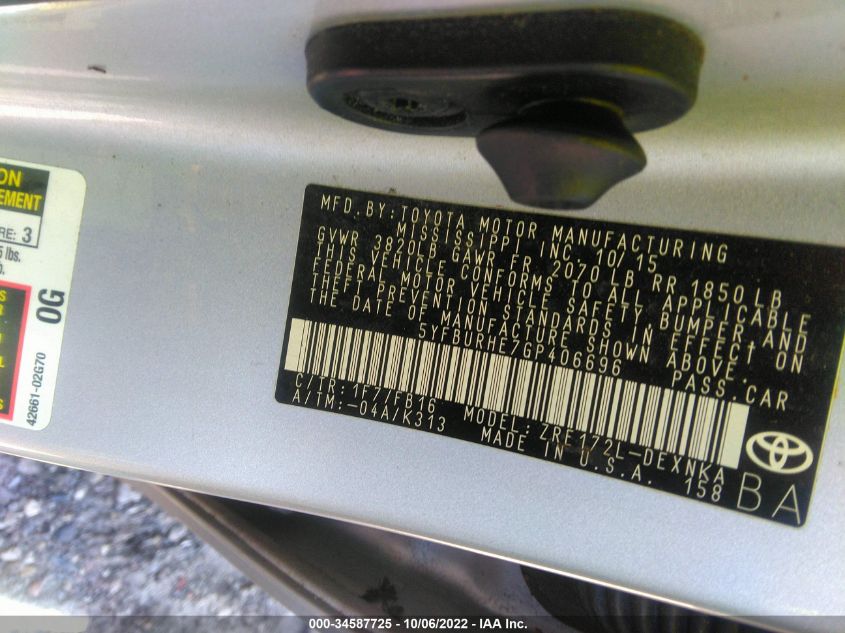 ON
EMENT
RE: 3
5 lbs.
0G
42661-02G70
MFD. BY: TOYOTA MOTOR MANUFACTURING
MISSISSIPPI, INC. 10/15
GVWR 3820LB GAWR FR 2070LB RR 1850LB
THIS VEHICLE CONFORMS TO ALL APPLICABLE
FEDERAL MOTOR VEHICLE SAFETY, BUMPER, AND
THEFT PREVENTION STANDARDS IN EFFECT ON
THE DATE OF MANUFACTURE SHOWN ABOVE.
5YFBURHE7GP406696 PASS.CAR
C/TR: 1F7/FB16 MODEL: ZRE172L-DEXNKA
A/TM: -04A/K313 MADE IN U.S.A. 158
BA
000-34587725 - 10/06/2022 - IAA Inc.